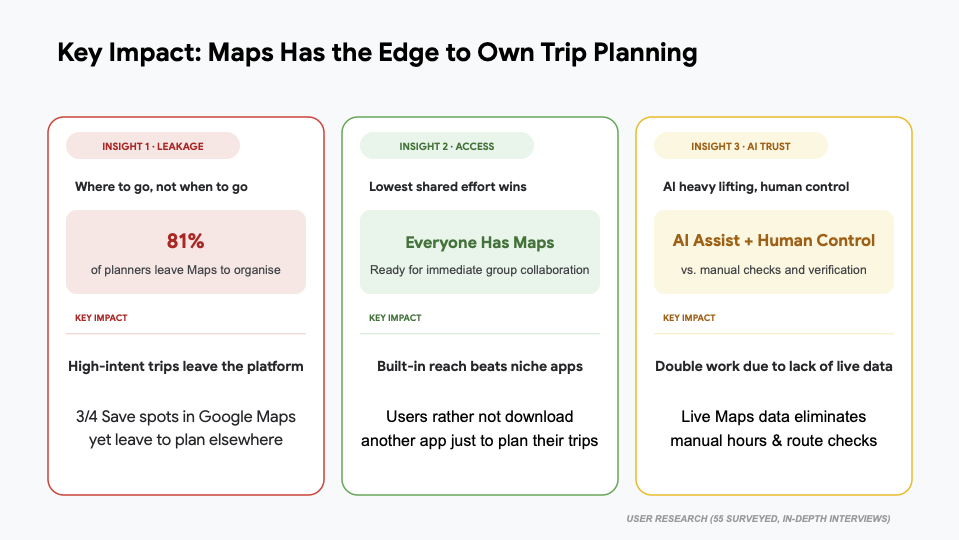 Key Impact: Maps Has the Edge to Own Trip Planning
INSIGHT 1 · LEAKAGE
Where to go, not when to go
81%
of planners leave Maps to organise
KEY IMPACT
High-intent trips leave the platform
3/4 Save spots in Google Maps
yet leave to plan elsewhere
INSIGHT 2 · ACCESS
Lowest shared effort wins
Everyone Has Maps
Ready for immediate group collaboration
KEY IMPACT
Built-in reach beats niche apps
Users rather not download
another app just to plan their trips
INSIGHT 3 · AI TRUST
AI heavy lifting, human control
AI Assist + Human Control
vs. manual checks and verification
KEY IMPACT
Double work due to lack of live data
Live Maps data eliminates
manual hours & route checks
USER RESEARCH (55 SURVEYED, IN-DEPTH INTERVIEWS)